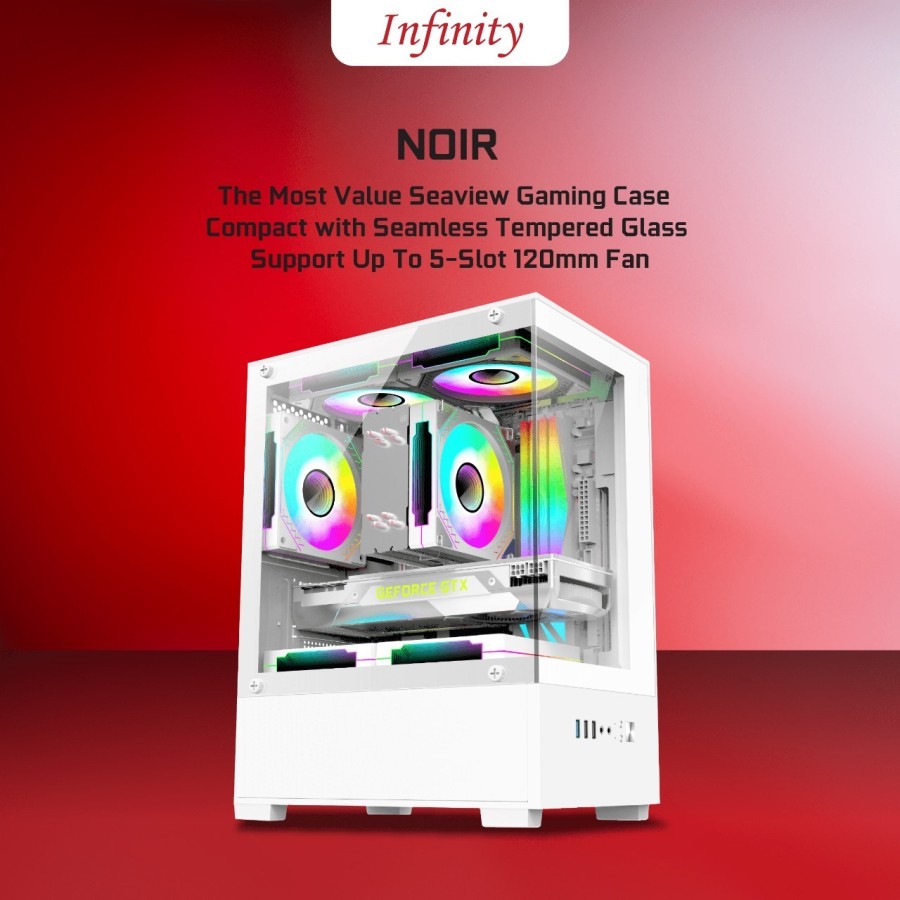 Infinity
NOIR
The Most Value Seaview Gaming Case
Compact with Seamless Tempered Glass
Support Up To 5-Slot 120mm Fan
GEFORCE GTX